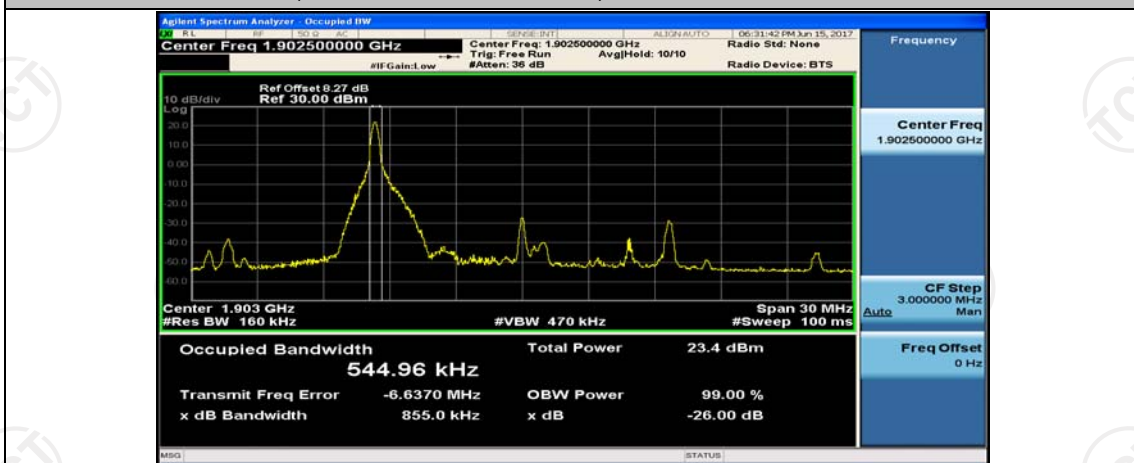 Agilent Spectrum Analyzer - Occupied BW
LXI RL RF 50 Ω AC SENSE:INT ALIGN AUTO 06:31:42 PM Jun 15, 2017
Center Freq 1.902500000 GHz
Center Freq: 1.902500000 GHz
Radio Std: None
Trig: Free Run Avg|Hold: 10/10
#IFGain:Low #Atten: 36 dB Radio Device: BTS
Frequency
Ref Offset 8.27 dB
10 dB/div Ref 30.00 dBm
Log
20.0
10.0
0.00
-10.0
-20.0
-30.0
-40.0
-50.0
-60.0
Center 1.903 GHz Span 30 MHz
#Res BW 160 kHz #VBW 470 kHz #Sweep 100 ms
Center Freq
1.902500000 GHz
CF Step
3.000000 MHz
Auto Man
Freq Offset
0 Hz
Occupied Bandwidth Total Power 23.4 dBm
544.96 kHz
Transmit Freq Error -6.6370 MHz OBW Power 99.00 %
x dB Bandwidth 855.0 kHz x dB -26.00 dB
MSG STATUS